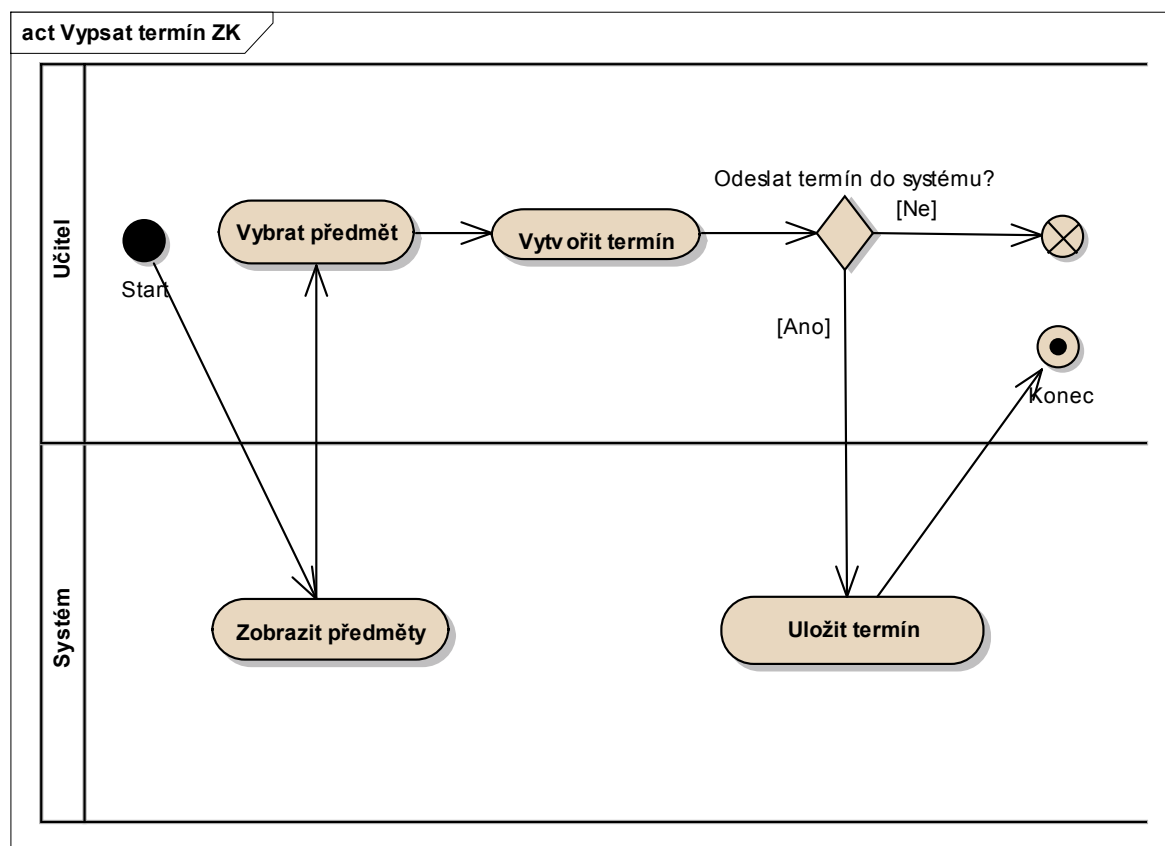 act Vypsat termín ZK
Učitel
Odeslat termín do systému?
[Ne]
Vybrat předmět
Vytvořit termín
Start
[Ano]
Konec
Systém
Zobrazit předměty
Uložit termín